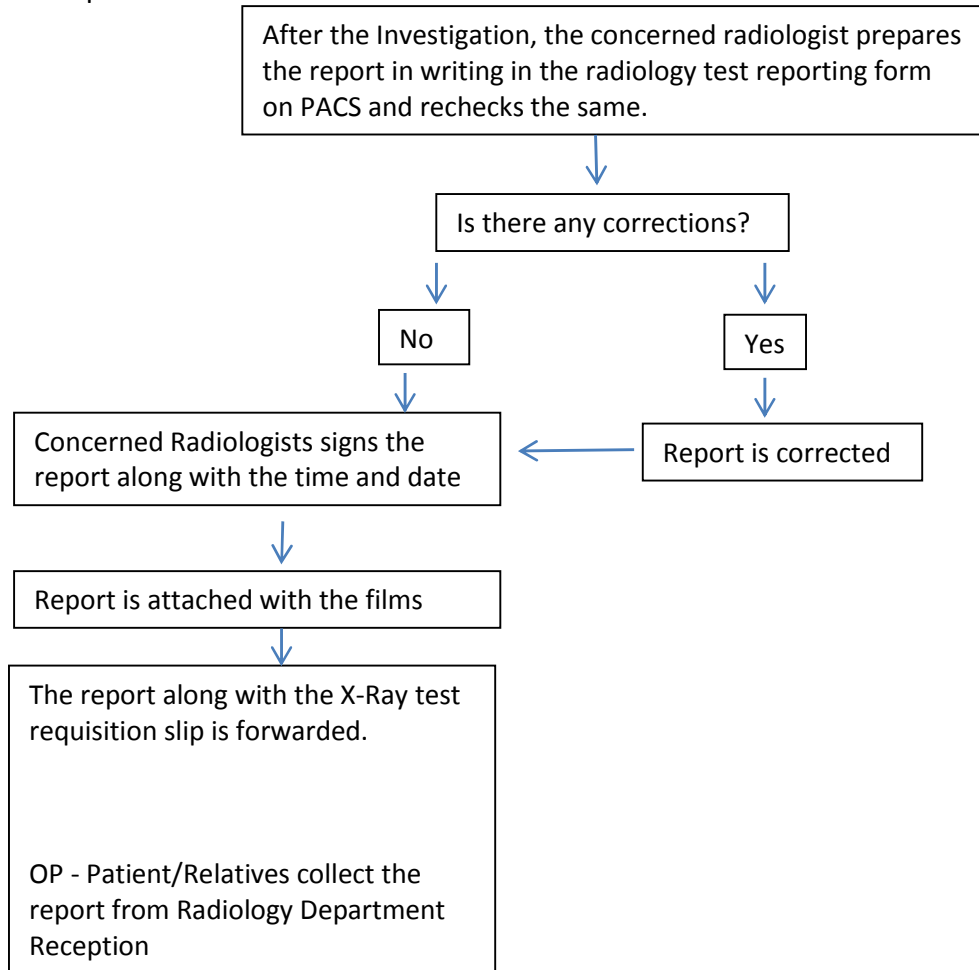 After the Investigation, the concerned radiologist prepares
the report in writing in the radiology test reporting form
on PACS and rechecks the same.
Is there any corrections?
No
Yes
Concerned Radiologists signs the
report along with the time and date
Report is corrected
Report is attached with the films
The report along with the X-Ray test
requisition slip is forwarded.
OP - Patient/Relatives collect the
report from Radiology Department
Reception